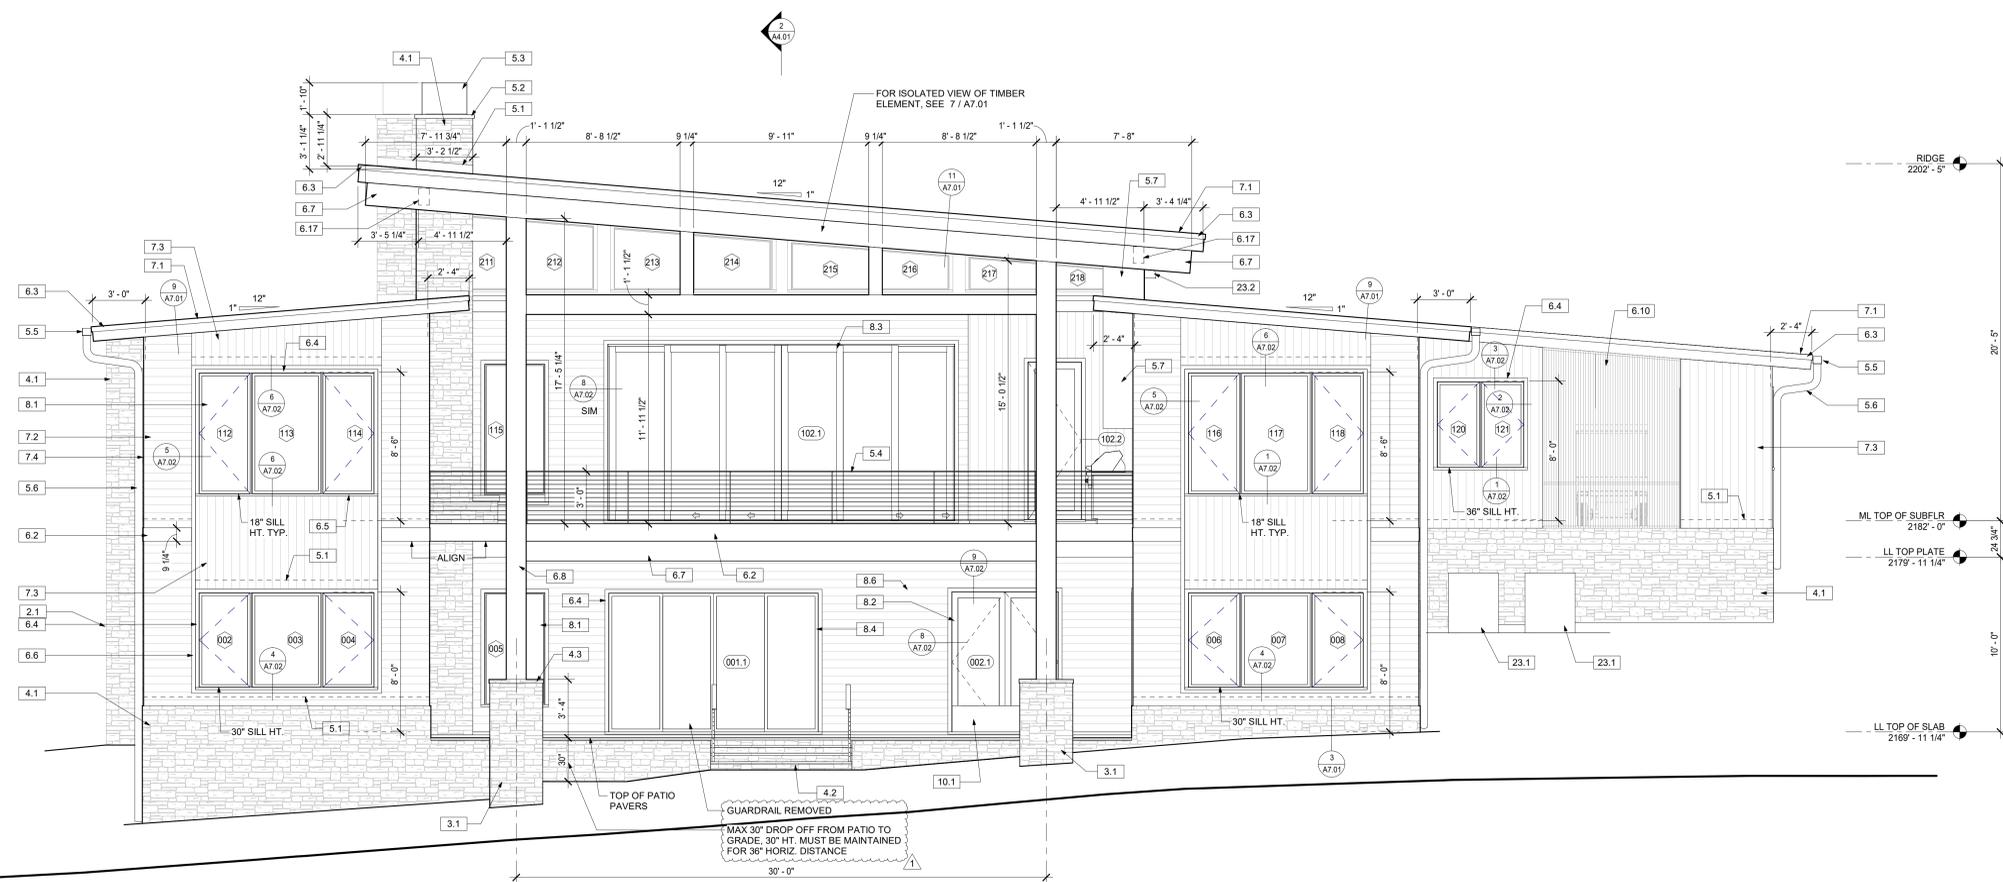 2
A4.01
4.1
5.3
5.2
5.1
1' - 10"
3' - 1 1/4"
2' - 11 1/4"
FOR ISOLATED VIEW OF TIMBER
ELEMENT, SEE 7 / A7.01
7' - 11 3/4"
1' - 1 1/2"
8' - 8 1/2"
9 1/4"
9' - 11"
9 1/4"
8' - 8 1/2"
1' - 1 1/2"
7' - 8"
3' - 2 1/2"
RIDGE
2202' - 5"
6.3
6.7
6.17
12"
1"
11
A7.01
5.7
7.1
6.3
6.17
6.7
23.2
4' - 11 1/2"
3' - 4 1/4"
3' - 5 1/4"
4' - 11 1/2"
7.3
7.1
6.3
5.5
3' - 0"
9
A7.01
12"
1"
2' - 4"
211
212
213
214
215
216
217
218
1' - 1 1/2"
12"
1"
9
A7.01
3' - 0"
6.4
6.10
2' - 4"
7.1
6.3
5.5
5.6
7.3
20' - 5"
6.4
8.3
6
A7.02
3
A7.02
2' - 4"
5.7
4.1
8.1
7.2
7.4
5.6
6.2
6
A7.02
5
A7.02
6
A7.02
112
113
114
8' - 6"
115
17' - 5 1/4"
8
A7.02
SIM
11' - 11 1/2"
102.1
15' - 0 1/2"
102.2
5
A7.02
116
117
118
1
A7.02
8' - 6"
120
121
2
A7.02
1
A7.02
8' - 0"
36" SILL HT.
5.1
5.4
3' - 0"
18" SILL
HT. TYP.
6.5
18" SILL
HT. TYP.
ML TOP OF SUBFLR
2182' - 0"
24 3/4"
LL TOP PLATE
2179' - 11 1/4"
9 1/4"
5.1
ALIGN
6.8
6.7
6.2
9
A7.02
8.6
8.2
7.3
2.1
6.4
6.6
4.1
6.4
8.1
8.4
4.1
002
003
004
4
A7.02
8' - 0"
005
4.3
001.1
8
A7.02
002.1
006
007
008
4
A7.02
8' - 0"
23.1
23.1
10' - 0"
3' - 4"
30" SILL HT.
5.1
30" SILL HT.
LL TOP OF SLAB
2169' - 11 1/4"
30"
3
A7.01
3.1
10.1
TOP OF PATIO
PAVERS
4.2
3.1
GUARDRAIL REMOVED
MAX 30" DROP OFF FROM PATIO TO
GRADE, 30" HT. MUST BE MAINTAINED
FOR 36" HORIZ. DISTANCE
1
30' - 0"